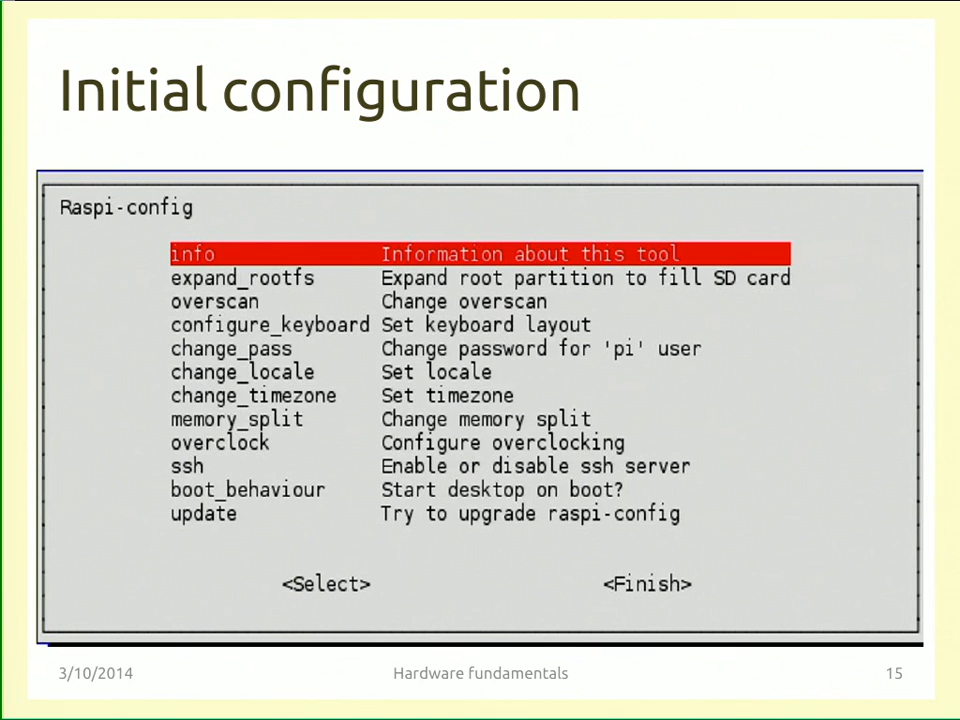 Initial configuration
Raspi-config
info Information about this tool
expand_rootfs Expand root partition to fill SD card
overscan Change overscan
configure_keyboard Set keyboard layout
change_pass Change password for 'pi' user
change_locale Set locale
change_timezone Set timezone
memory_split Change memory split
overclock Configure overclocking
ssh Enable or disable ssh server
boot_behaviour Start desktop on boot?
update Try to upgrade raspi-config
<Select> <Finish>
3/10/2014 Hardware fundamentals 15